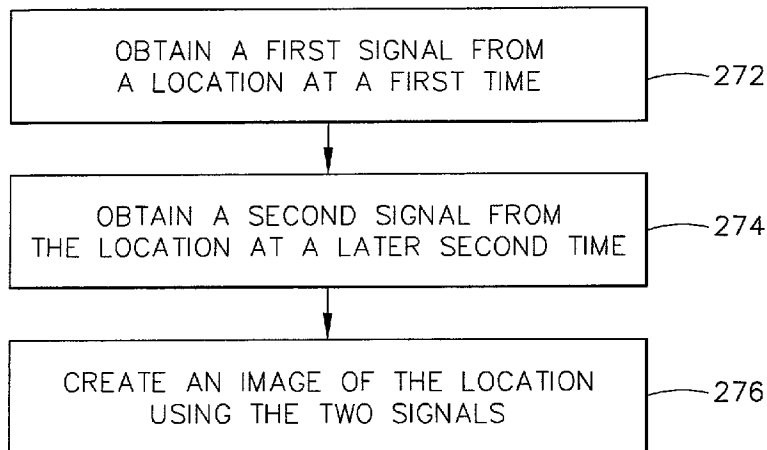 OBTAIN A FIRST SIGNAL FROM
A LOCATION AT A FIRST TIME
272
OBTAIN A SECOND SIGNAL FROM
THE LOCATION AT A LATER SECOND TIME
274
CREATE AN IMAGE OF THE LOCATION
USING THE TWO SIGNALS
276